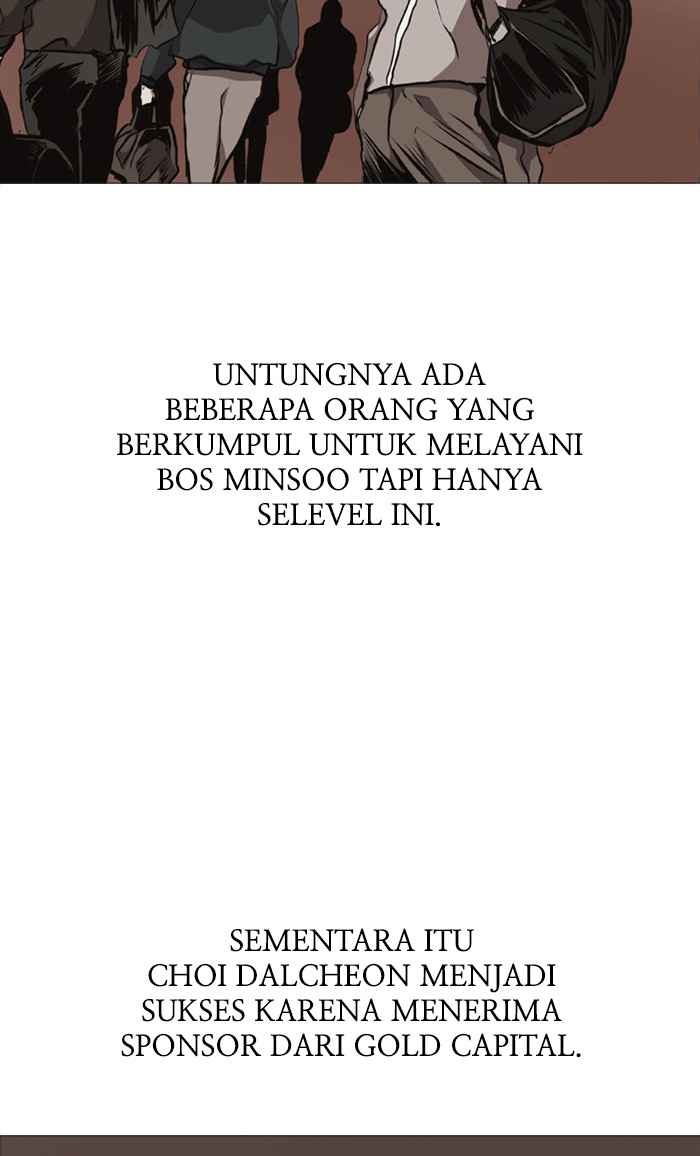 UNTUNGNYA ADA
BEBERAPA ORANG YANG
BERKUMPUL UNTUK MELAYANI
BOS MINSOO TAPI HANYA
SELEVEL INI.
SEMENTARA ITU
CHOI DALCHEON MENJADI
SUKSES KARENA MENERIMA
SPONSOR DARI GOLD CAPITAL.